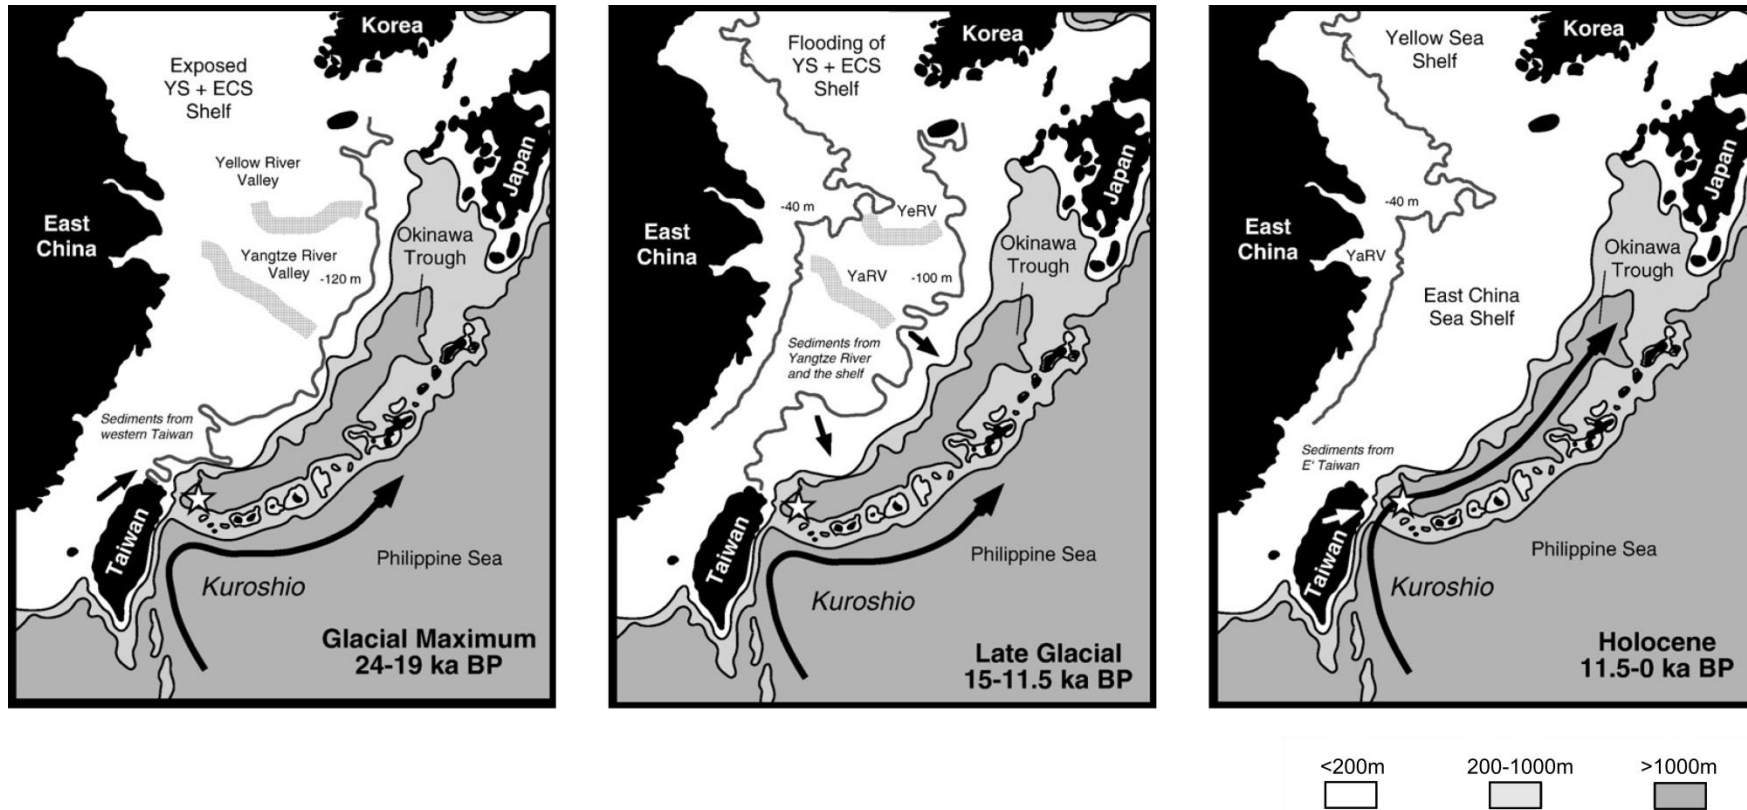 Korea
Exposed
YS + ECS
Shelf
Yellow River
Valley
Japan
East
China
Okinawa
Trough
Yangtze River
Valley
-120 m
Sediments from
western Taiwan
Taiwan
Philippine Sea
Kuroshio
Glacial Maximum
24-19 ka BP
Korea
Flooding of
YS + ECS
Shelf
Japan
-40 m
YeRV
East
China
Okinawa
Trough
YaRV
-100 m
Sediments from
Yangtze River
and the shelf
Taiwan
Philippine Sea
Kuroshio
Late Glacial
15-11.5 ka BP
Korea
Yellow Sea
Shelf
Japan
-40 m
East
China
YaRV
Okinawa
Trough
East China
Sea Shelf
Sediments from
E' Taiwan
Taiwan
Philippine Sea
Kuroshio
Holocene
11.5-0 ka BP
<200m
200-1000m
>1000m